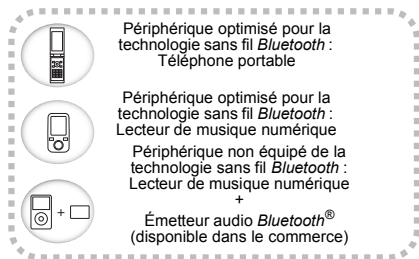 Périphérique optimisé pour la
technologie sans fil Bluetooth :
Téléphone portable
Périphérique optimisé pour la
technologie sans fil Bluetooth :
Lecteur de musique numérique
Périphérique non équipé de la
technologie sans fil Bluetooth :
Lecteur de musique numérique
+
+
Émetteur audio Bluetooth®
(disponible dans le commerce)